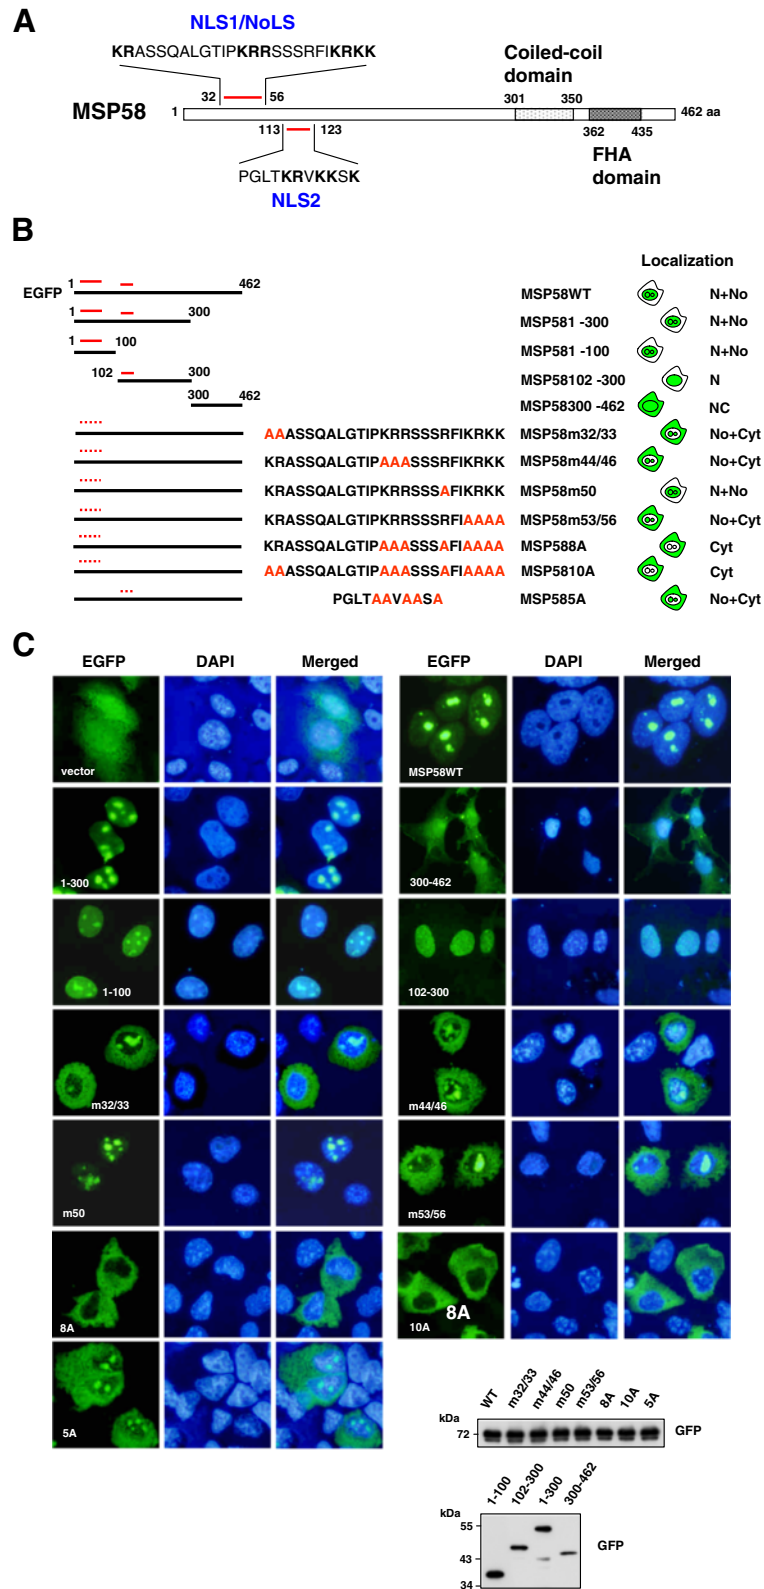 A
NLS1/NoLS
KRASSQALGTIPKRRSSSRFIKRKK
Coiled-coil
domain
32 56
301 350
MSP58 1 462 aa
113 123
362 435
PGLTKRVKKSK
NLS2
FHA
domain
B
Localization
EGFP
1 462
MSP58WT N+No
1 300
MSP581 -300 N+No
1 100
MSP581 -100 N+No
102 300
MSP58102 -300 N
300 462
MSP58300 -462 NC
AAASSQALGTIPKRRSSSRFIKRKK MSP58m32/33 No+Cyt
KRASSQALGTIPAAASSSRFIKRKK MSP58m44/46 No+Cyt
KRASSQALGTIPKRRSSSAFIKRKK MSP58m50 N+No
KRASSQALGTIPKRRSSSRFIAAAA MSP58m53/56 No+Cyt
KRASSQALGTIPAAASSSAFIAAAA MSP588A Cyt
AAASSQALGTIPAAASSSAFIAAAA MSP5810A Cyt
PGLTAAVAASA MSP585A No+Cyt
C
EGFP DAPI Merged EGFP DAPI Merged
vector MSP58WT
1-300 300-462
1-100 102-300
m32/33 m44/46
m50 m53/56
8A 10A 8A
5A
WT m32/33 m44/46 m50 m53/56 8A 10A 5A
kDa
72 GFP
1-100 102-300 1-300 300-462
kDa
55
GFP
43
34